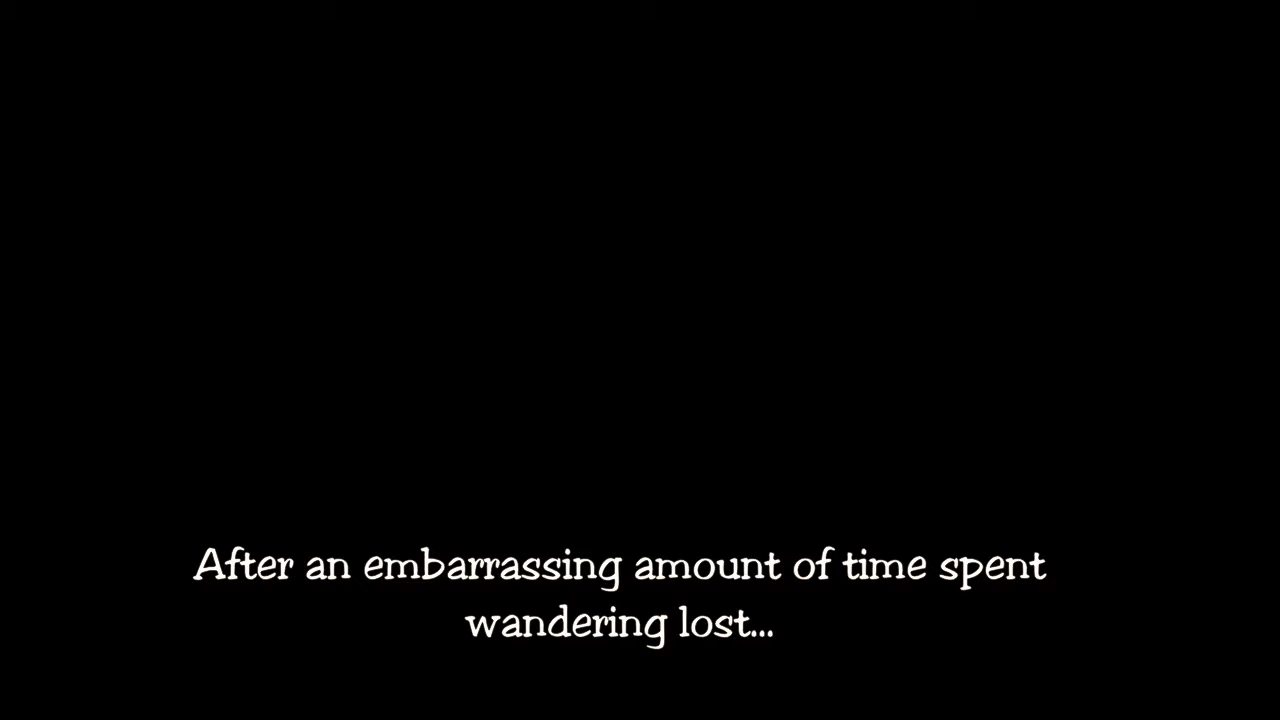 After an embarrassing amount of time spent
wandering lost...